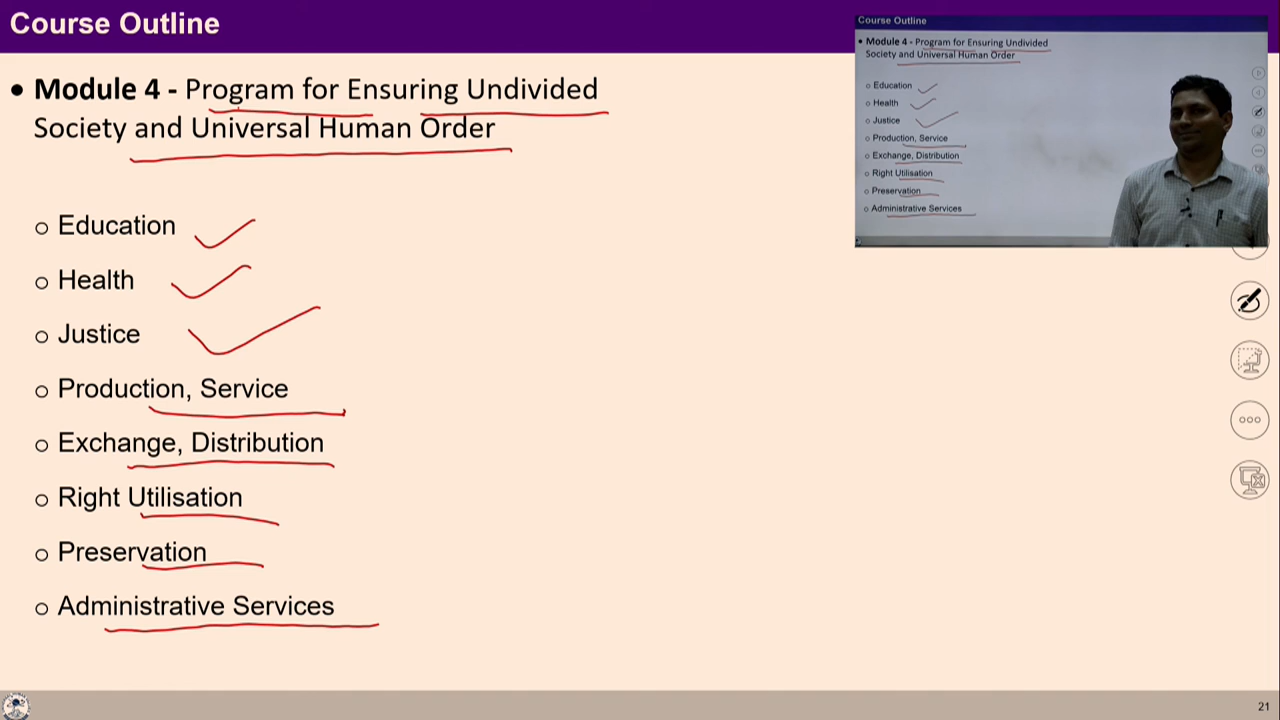 Course Outline
• Module 4 - Program for Ensuring Undivided
Society and Universal Human Order
o Education
o Health
o Justice
o Production, Service
o Exchange, Distribution
o Right Utilisation
o Preservation
o Administrative Services
21
Course Outline
• Module 4 - Program for Ensuring Undivided
Society and Universal Human Order
o Education
o Health
o Justice
o Production, Service
o Exchange, Distribution
o Right Utilisation
o Preservation
o Administrative Services